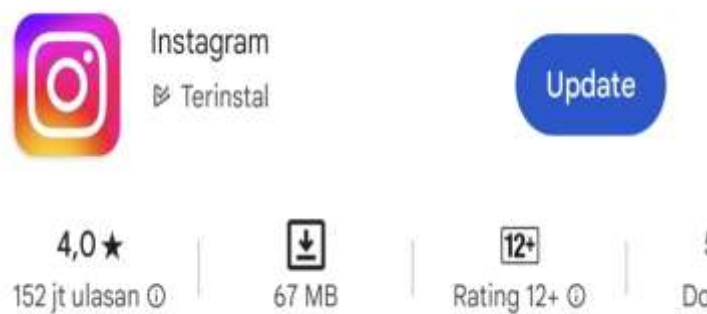 Instagram
Terinstal
Update
4,0★
12+
152 jt ulasan
67 MB
Rating 12+